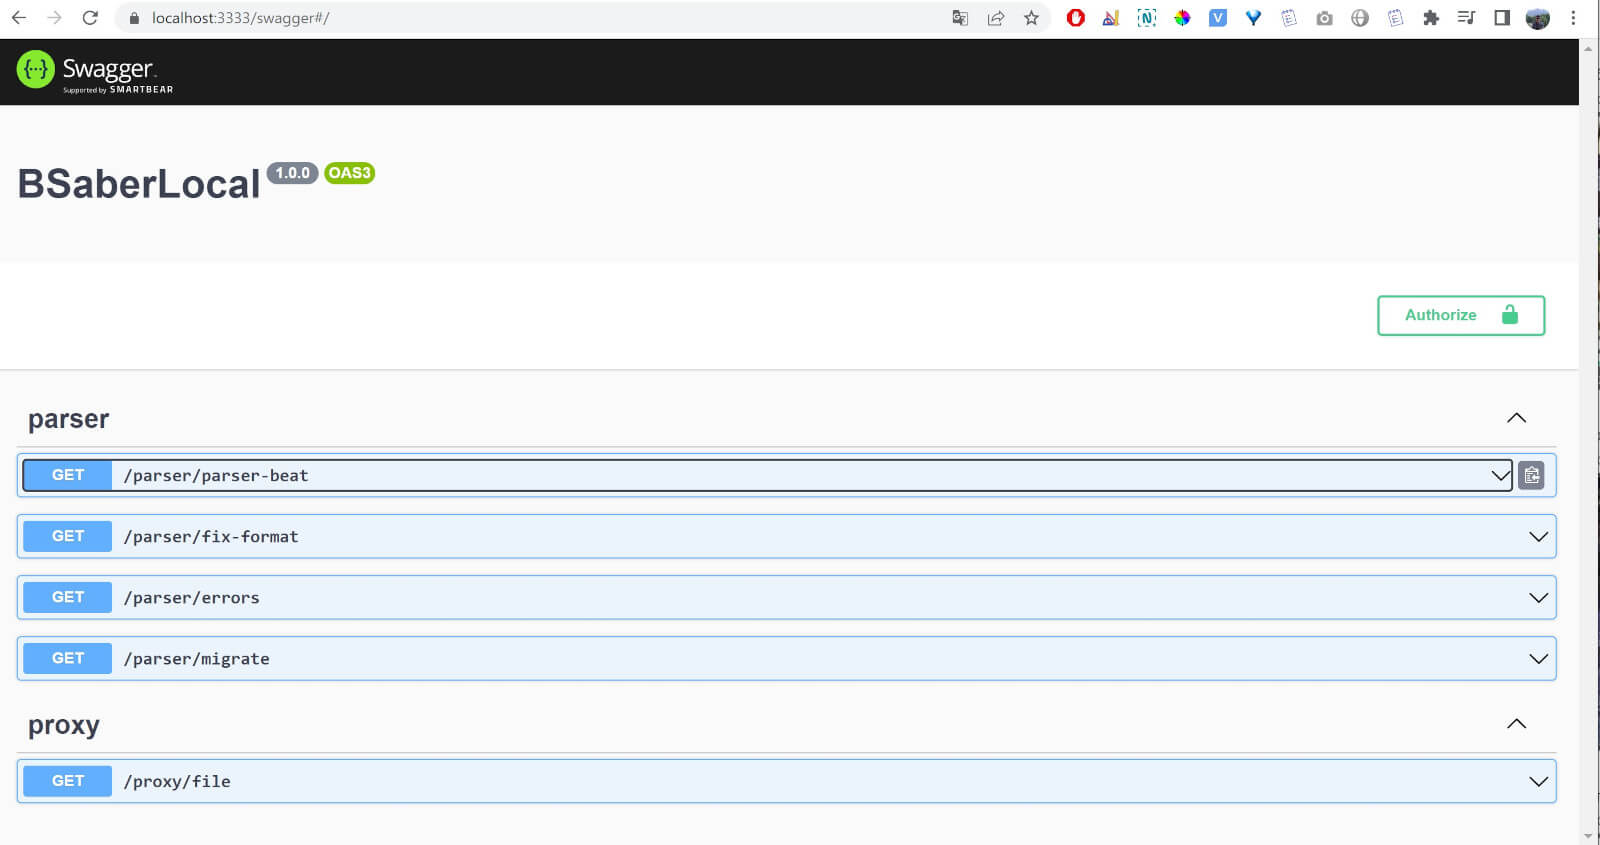 localhost:3333/swagger#/
Swagger.
Supported by SMARTBEAR
BSaberLocal 1.0.0 OAS3
Authorize
parser
GET /parser/parser-beat
GET /parser/fix-format
GET /parser/errors
GET /parser/migrate
proxy
GET /proxy/file